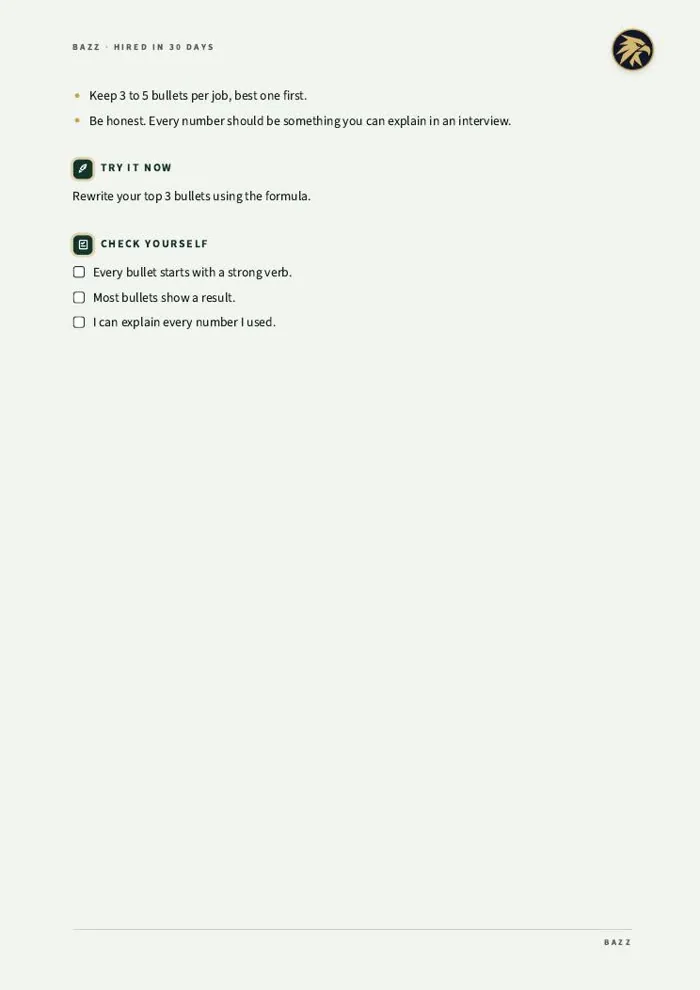 BAZZ · HIRED IN 30 DAYS
Keep 3 to 5 bullets per job, best one first.
Be honest. Every number should be something you can explain in an interview.
TRY IT NOW
Rewrite your top 3 bullets using the formula.
CHECK YOURSELF
Every bullet starts with a strong verb.
Most bullets show a result.
I can explain every number I used.
BAZZ